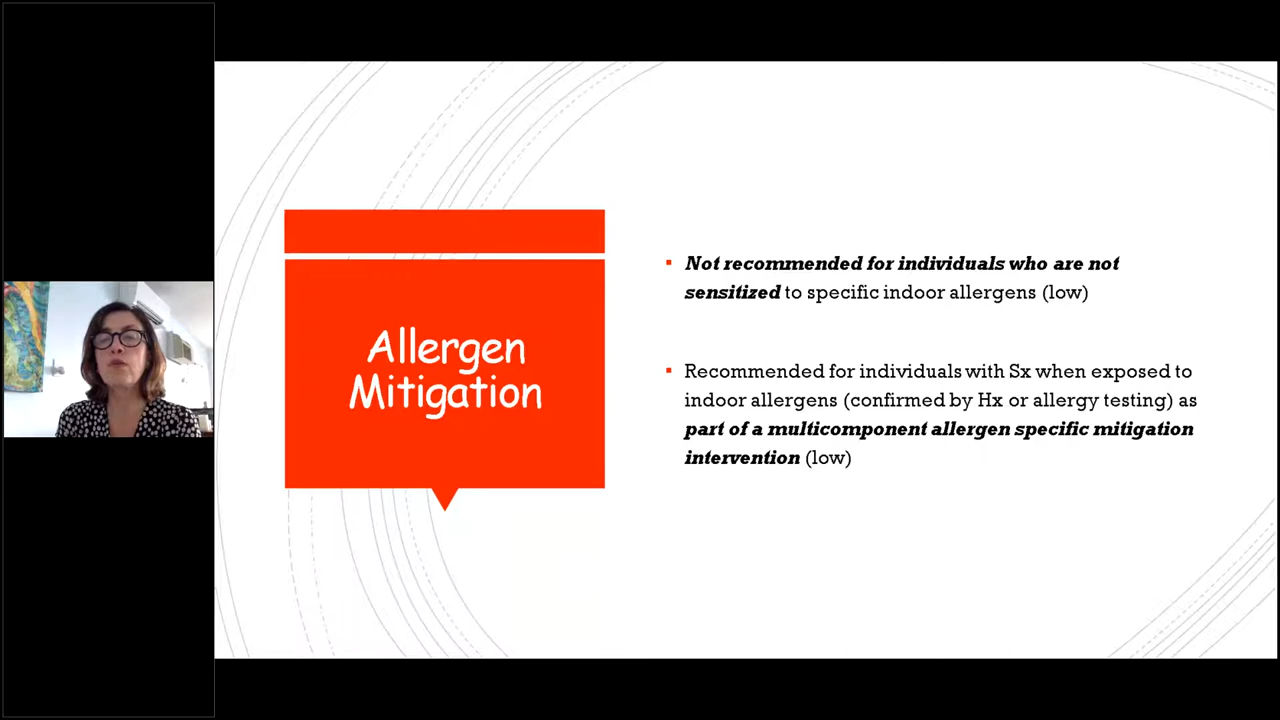 Allergen
Mitigation
Not recommended for individuals who are not
sensitized to specific indoor allergens (low)
Recommended for individuals with Sx when exposed to
indoor allergens (confirmed by Hx or allergy testing) as
part of a multicomponent allergen specific mitigation
intervention (low)